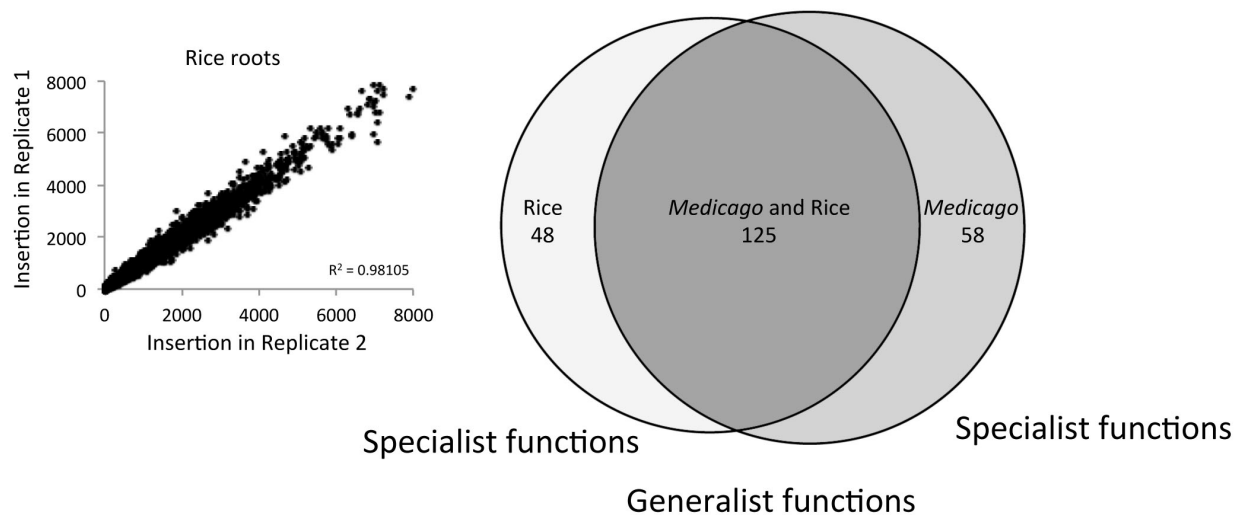 Rice roots
Insertion in Replicate 1
8000
6000
4000
2000
0
R² = 0.98105
0 2000 4000 6000 8000
Insertion in Replicate 2
Rice
48
Medicago and Rice
125
Medicago
58
Specialist functions
Specialist functions
Generalist functions